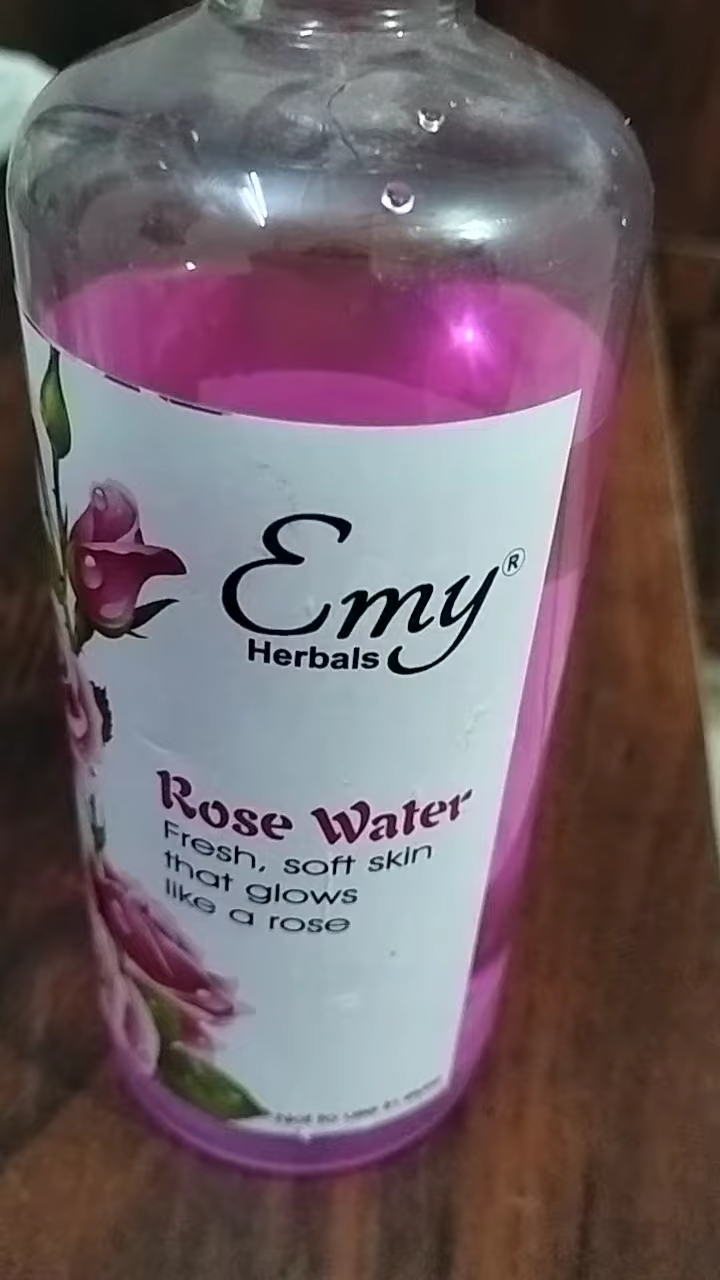 Emy®
Herbals
Rose Water
Fresh, soft skin
that glows
like a rose